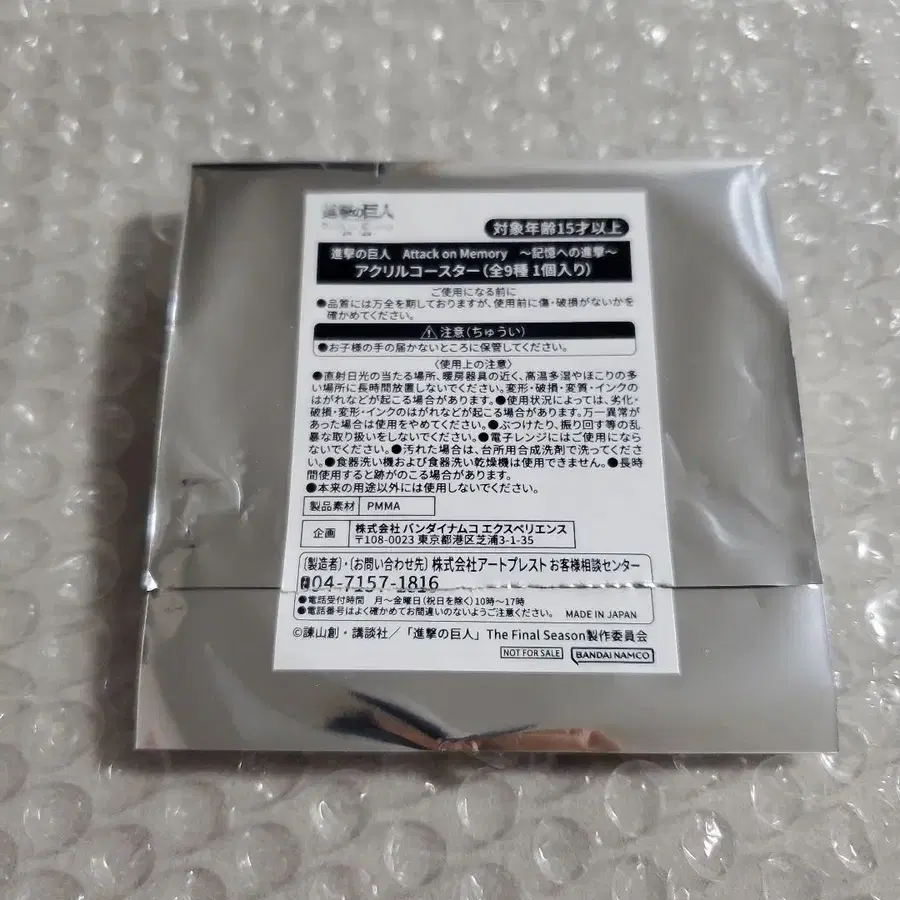 進撃の巨人
対象年齢15才以上
進撃の巨人 Attack on Memory ～記憶への進撃～
アクリルコースター(全9種 1個入り)
ご使用になる前に
●品質には万全を期しておりますが、使用前に傷・破損がないかを
確かめてください。
⚠注意(ちゅうい)
●お子様の手の届かないところに保管してください。
〈使用上の注意〉
●直射日光の当たる場所、暖房器具の近く、高温多湿やほこりの多
い場所に長時間放置しないでください。変形・破損・変質・インクの
はがれなどが起こる場合があります。●使用状況によっては、劣化・
破損・変形・インクのはがれなどが起こる場合があります。万一異常が
あった場合は使用をやめてください。●ぶつけたり、振り回す等の乱
暴な取り扱いをしないでください。●電子レンジにはご使用になら
ないでください。●汚れた場合は、台所用合成洗剤で洗ってくださ
い。●食器洗い機および食器洗い乾燥機は使用できません。●長時
間使用すると跡がのこる場合があります。
●本来の用途以外には使用しないでください。
製品素材 PMMA
企画 株式会社 バンダイナムコ エクスペリエンス
〒108-0023 東京都港区芝浦3-1-35
〔製造者〕・〔お問い合わせ先〕株式会社アートプレスト お客様相談センター
04-7157-1816
●電話受付時間 月～金曜日(祝日を除く)10時～17時
●電話番号はよく確かめてお間違いのないようご注意ください。 MADE IN JAPAN
©諫山創・講談社／「進撃の巨人」The Final Season製作委員会
NOT FOR SALE BANDAI NAMCO